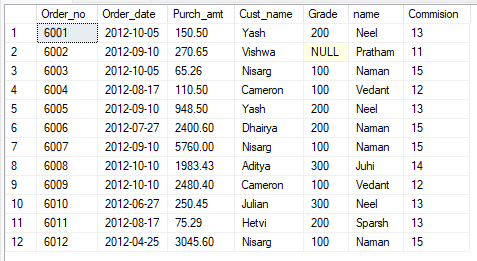 Order_no Order_date Purch_amt Cust_name Grade name Commision
1 6001 2012-10-05 150.50 Yash 200 Neel 13
2 6002 2012-09-10 270.65 Vishwa NULL Pratham 11
3 6003 2012-10-05 65.26 Nisarg 100 Naman 15
4 6004 2012-08-17 110.50 Cameron 100 Vedant 12
5 6005 2012-09-10 948.50 Yash 200 Neel 13
6 6006 2012-07-27 2400.60 Dhairya 200 Naman 15
7 6007 2012-09-10 5760.00 Nisarg 100 Naman 15
8 6008 2012-10-10 1983.43 Aditya 300 Juhi 14
9 6009 2012-10-10 2480.40 Cameron 100 Vedant 12
10 6010 2012-06-27 250.45 Julian 300 Neel 13
11 6011 2012-08-17 75.29 Hetvi 200 Sparsh 13
12 6012 2012-04-25 3045.60 Nisarg 100 Naman 15